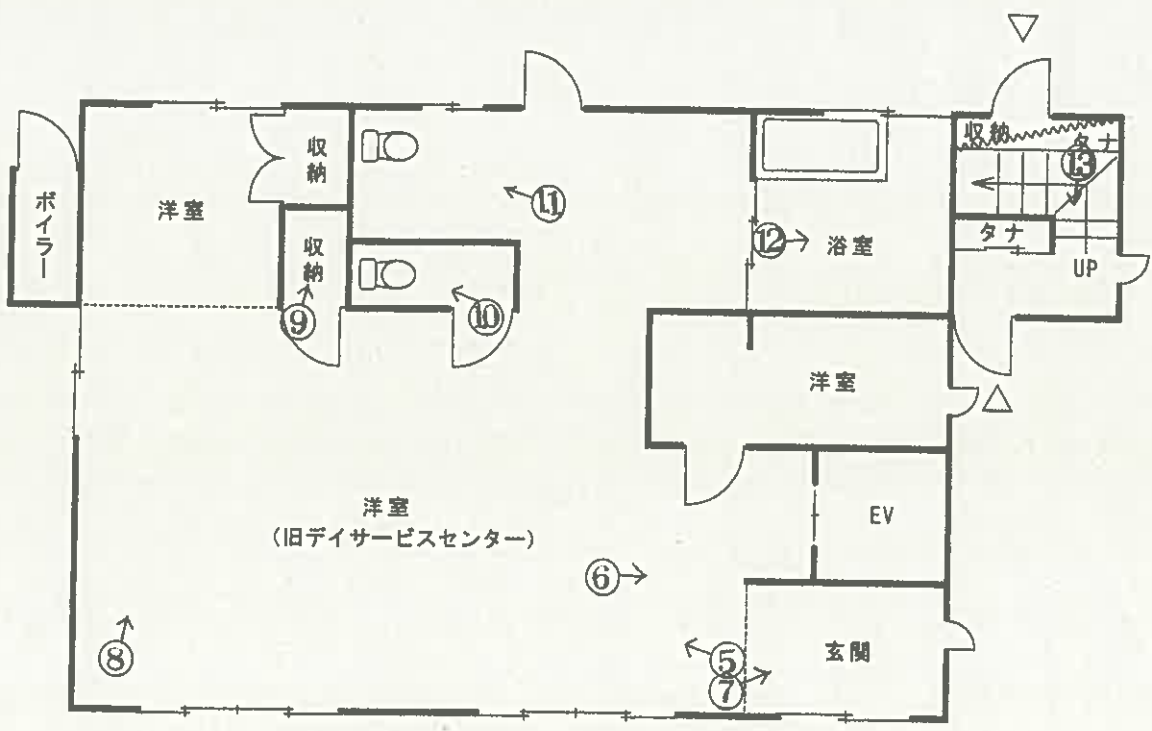 収納
タナ
⑬
収納
ボイラー
洋室
⑪
収納
⑫
浴室
タナ
UP
⑨
⑩
洋室
洋室
(旧デイサービスセンター)
EV
⑥
⑧
⑤
玄関
⑦